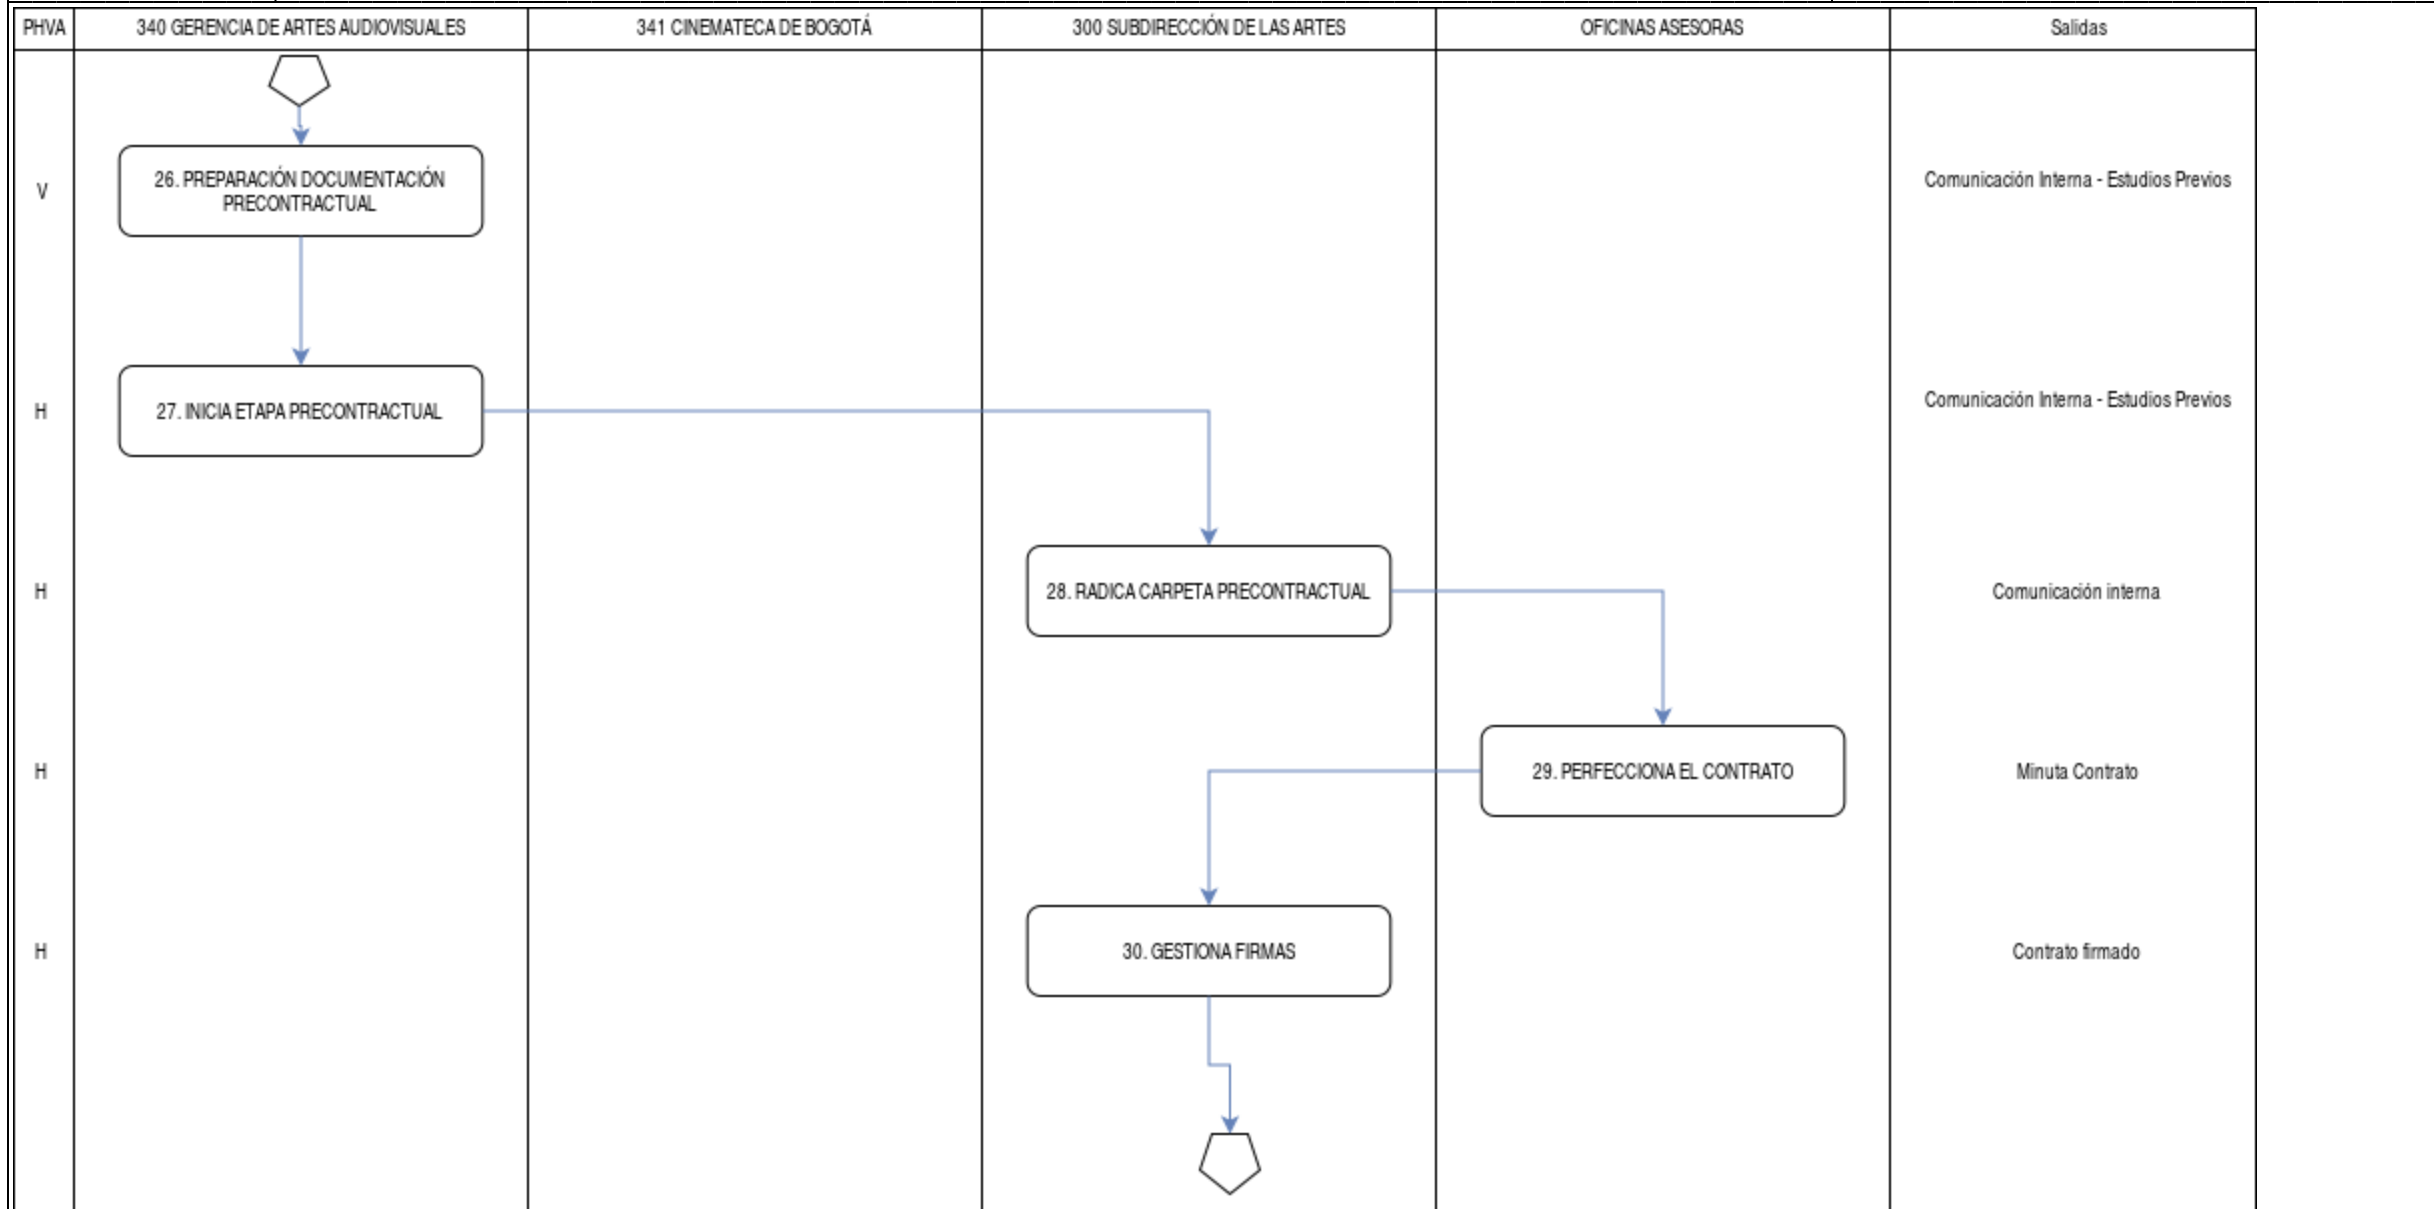 PHVA
340 GERENCIA DE ARTES AUDIOVISUALES
341 CINEMATECA DE BOGOTÁ
300 SUBDIRECCIÓN DE LAS ARTES
OFICINAS ASESORAS
Salidas
V
26. PREPARACIÓN DOCUMENTACIÓN
PRECONTRACTUAL
Comunicación Interna - Estudios Previos
H
27. INICIA ETAPA PRECONTRACTUAL
Comunicación Interna - Estudios Previos
H
28. RADICA CARPETA PRECONTRACTUAL
Comunicación interna
H
29. PERFECCIONA EL CONTRATO
Minuta Contrato
H
30. GESTIONA FIRMAS
Contrato firmado